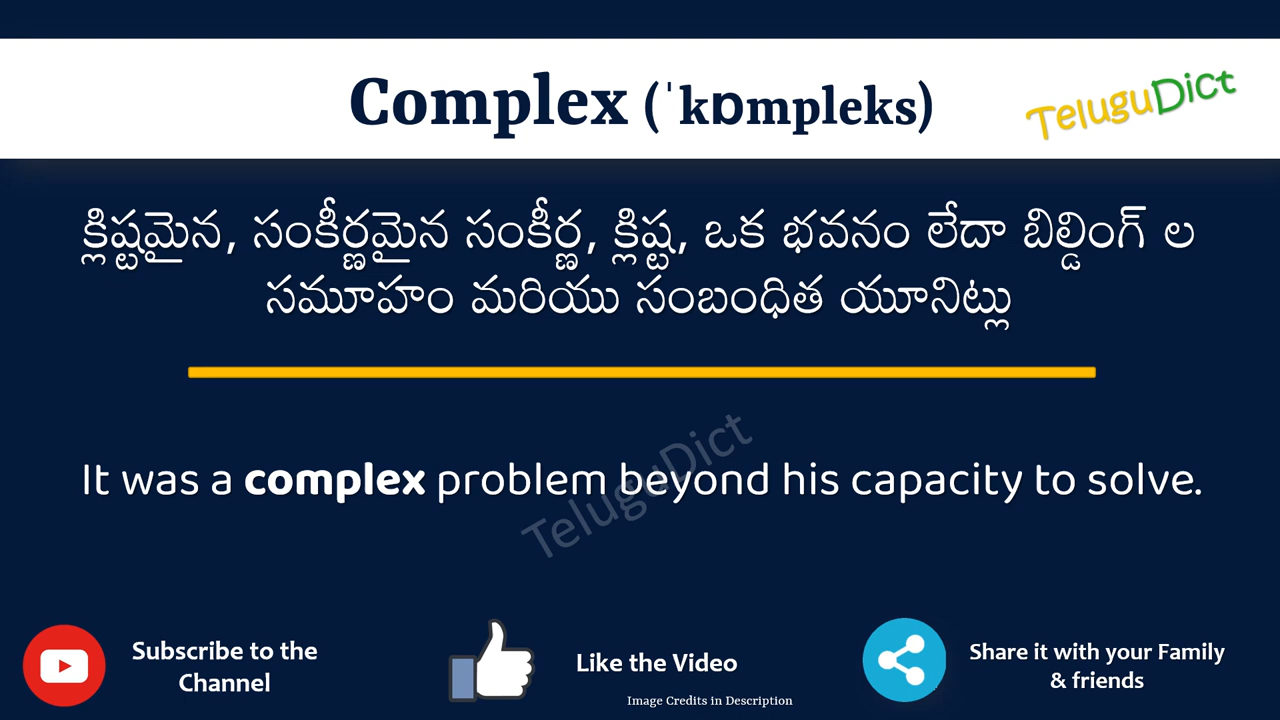 Complex (ˈkɒmpleks)
TeluguDict
క్లిష్టమైన, సంకీర్ణమైన సంకీర్ణ, క్లిష్ట, ఒక భవనం లేదా బిల్డింగ్ ల
సమూహం మరియు సంబంధిత యూనిట్లు
It was a complex problem beyond his capacity to solve.
TeluguDict
Subscribe to the
Channel
Like the Video
Image Credits in Description
Share it with your Family
& friends